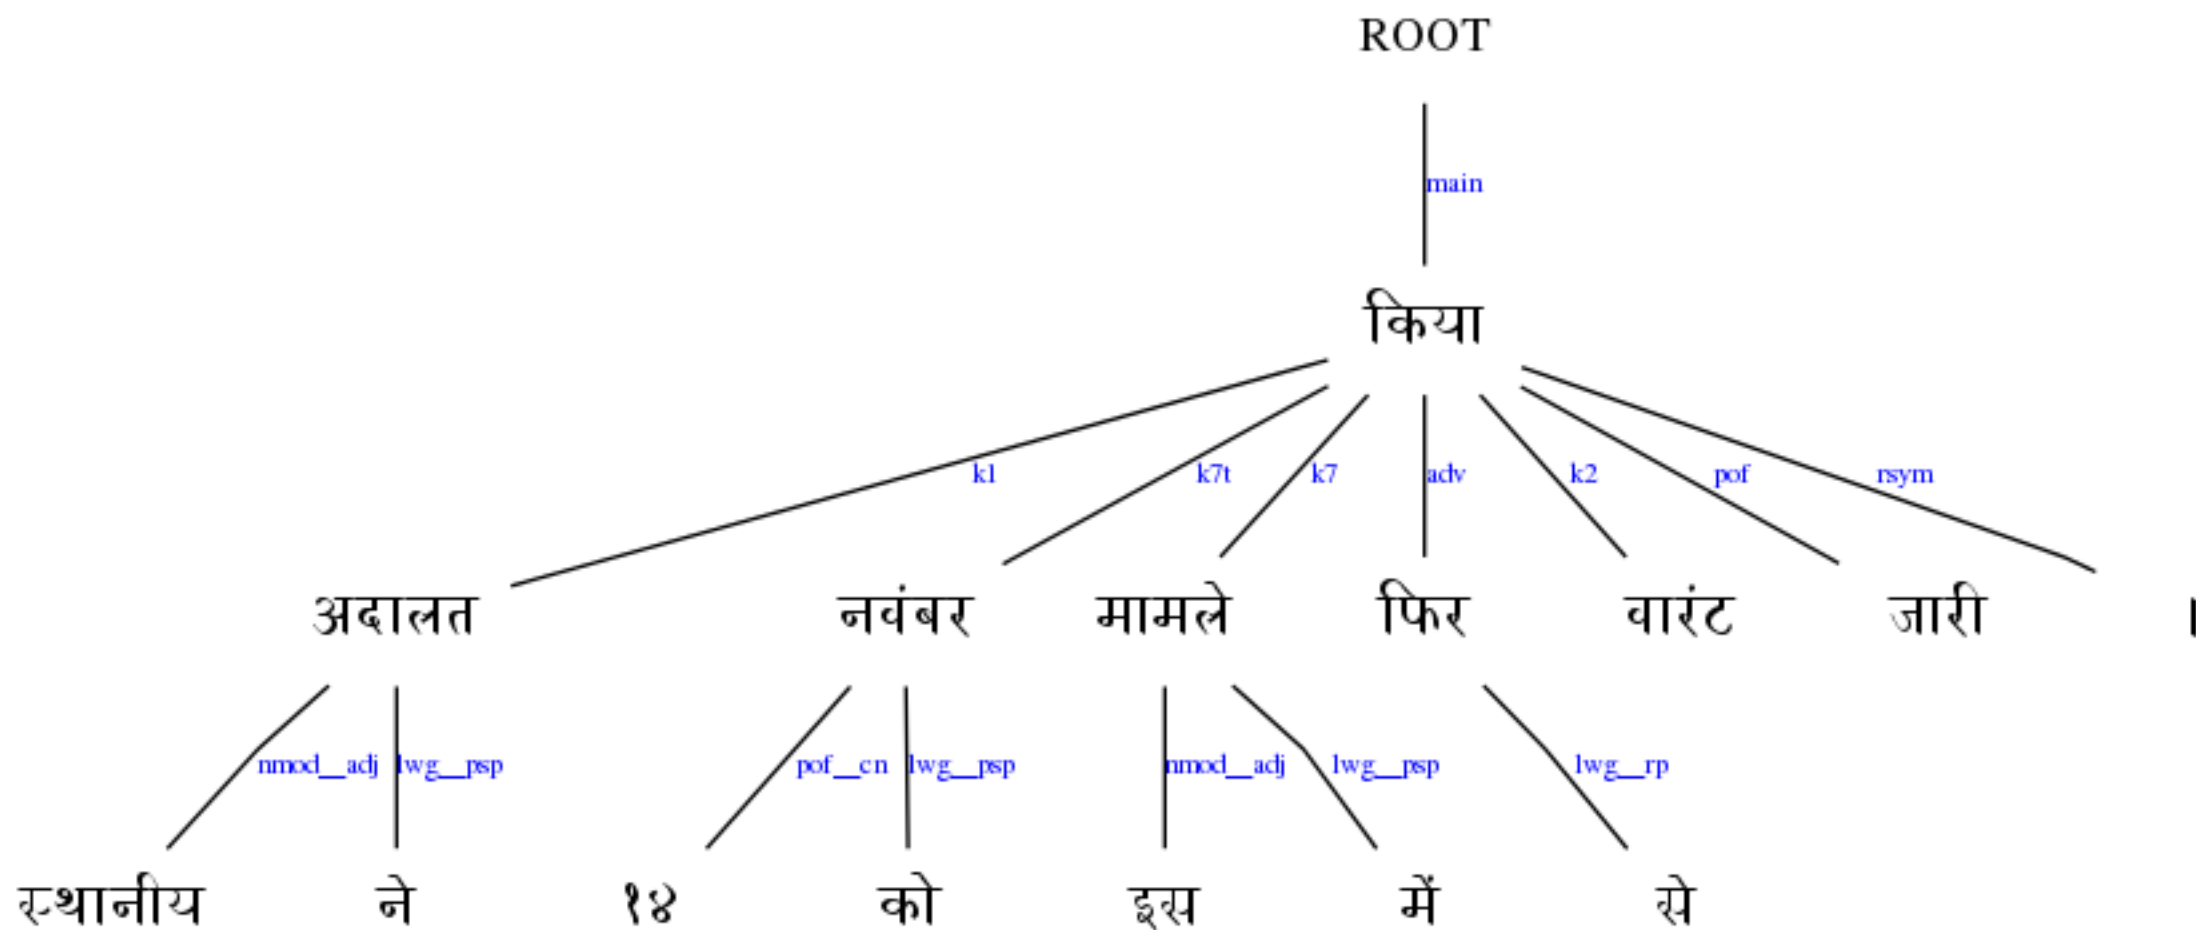 ROOT
main
किया
k1 k7t k7 adv k2 pof rsym
अदालत नवंबर मामले फिर वारंट जारी ।
nmod__adj lwg__psp pof__cn lwg__psp nmod__adj lwg__psp lwg__rp
स्थानीय ने १४ को इस में से